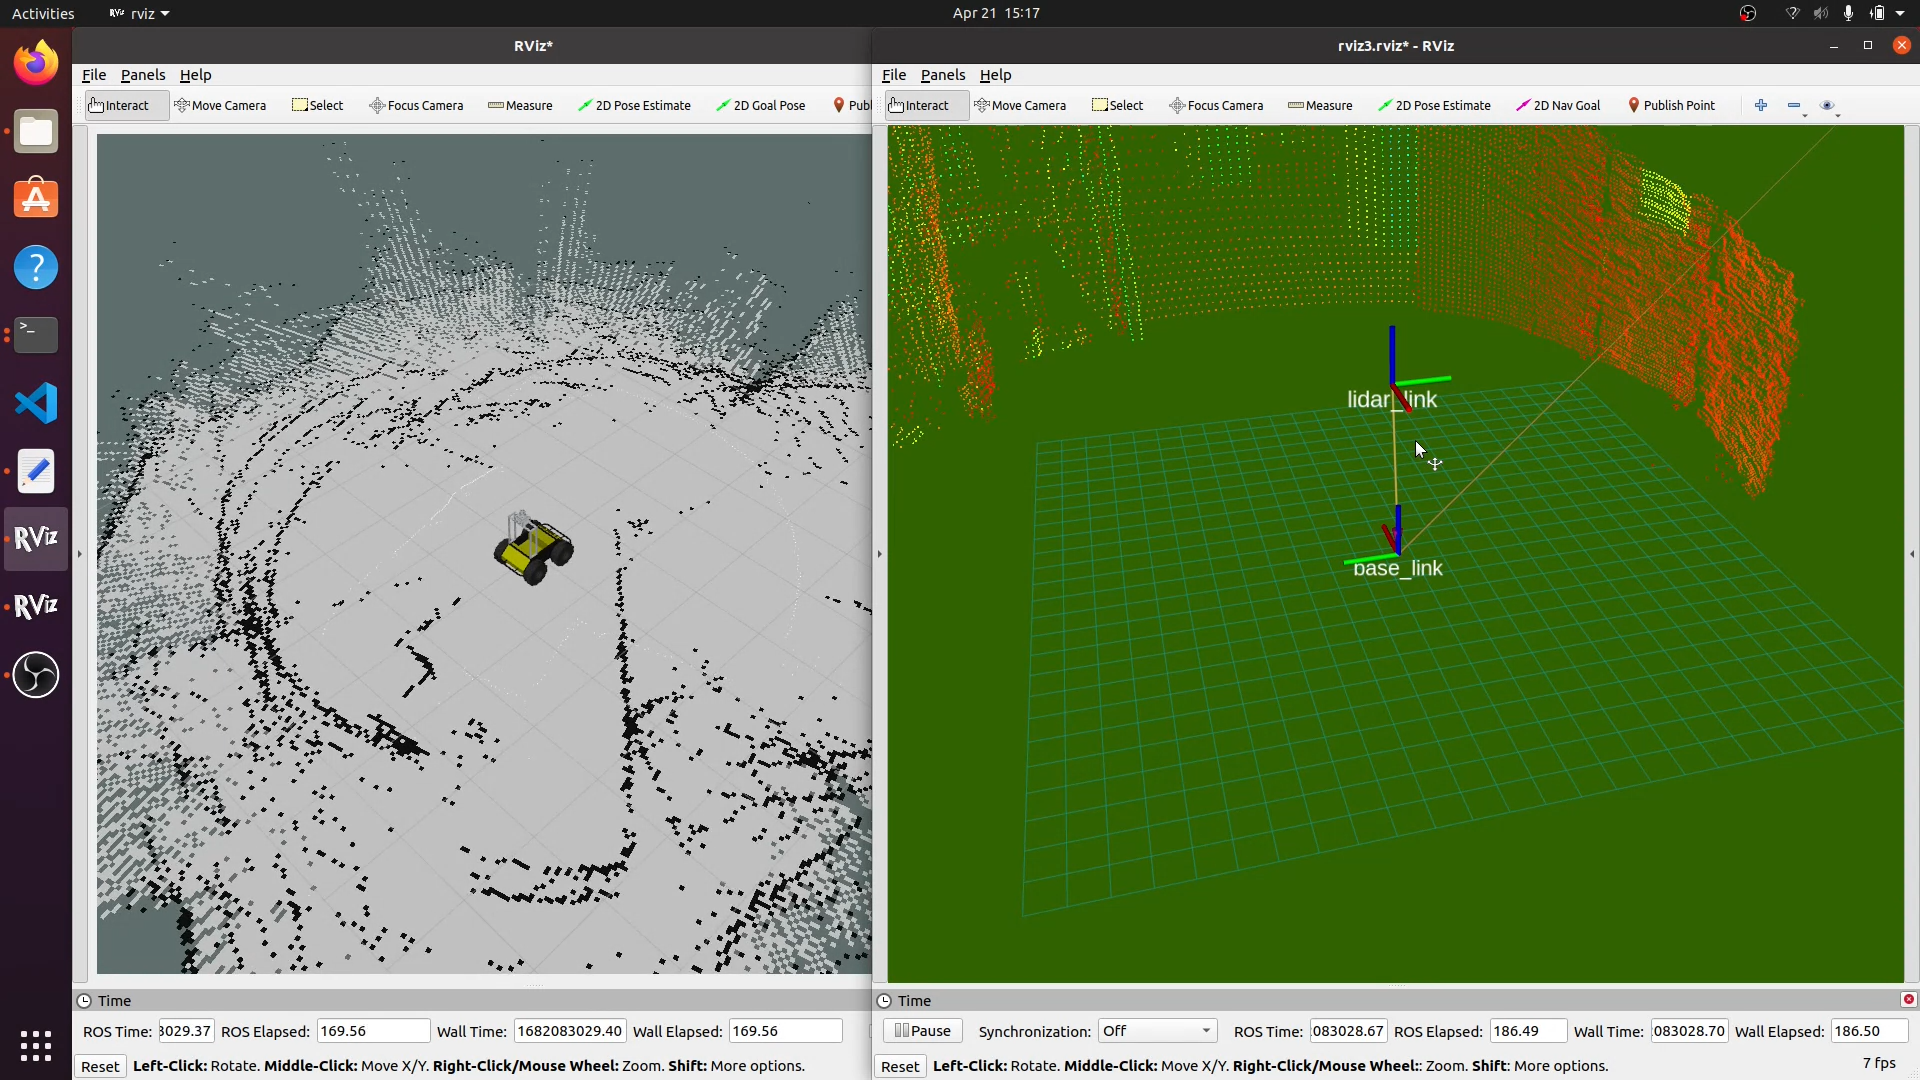 Activities
RViz rviz
Apr 21 15:17
RViz*
rviz3.rviz* - RViz
File Panels Help
File Panels Help
Interact Move Camera Select Focus Camera Measure 2D Pose Estimate 2D Goal Pose Publ
Interact Move Camera Select Focus Camera Measure 2D Pose Estimate 2D Nav Goal Publish Point
lidar_link
base_link
RViz
RViz
Time
Time
ROS Time: 3029.37 ROS Elapsed: 169.56 Wall Time: 1682083029.40 Wall Elapsed: 169.56
Pause Synchronization: Off ROS Time: 083028.67 ROS Elapsed: 186.49 Wall Time: 083028.70 Wall Elapsed: 186.50
Reset Left-Click: Rotate. Middle-Click: Move X/Y. Right-Click/Mouse Wheel: Zoom. Shift: More options.
Reset Left-Click: Rotate. Middle-Click: Move X/Y. Right-Click/Mouse Wheel:: Zoom. Shift: More options.
7 fps